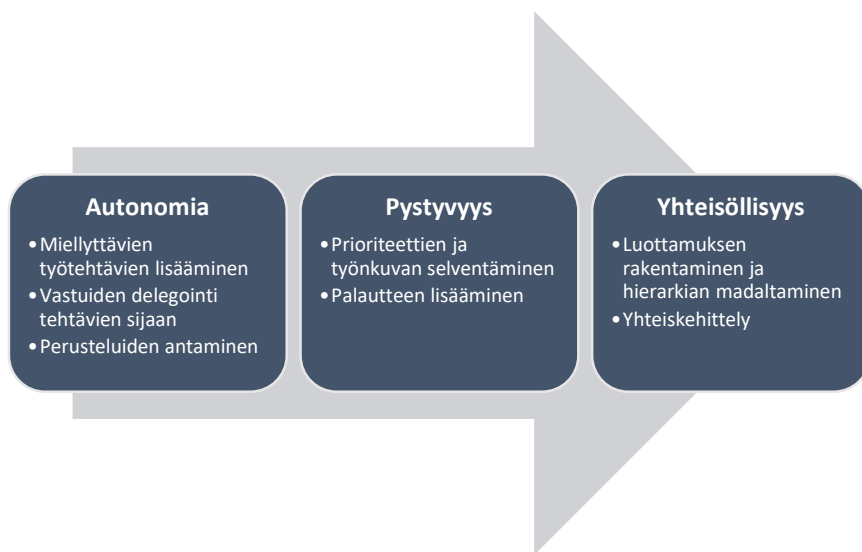 Autonomia
•Miellyttävien
työtehtävien lisääminen
•Vastuiden delegointi
tehtävien sijaan
•Perusteluiden antaminen
Pystyvyys
•Prioriteettien ja
työnkuvan selventäminen
•Palautteen lisääminen
Yhteisöllisyys
•Luottamuksen
rakentaminen ja
hierarkian madaltaminen
•Yhteiskehittely